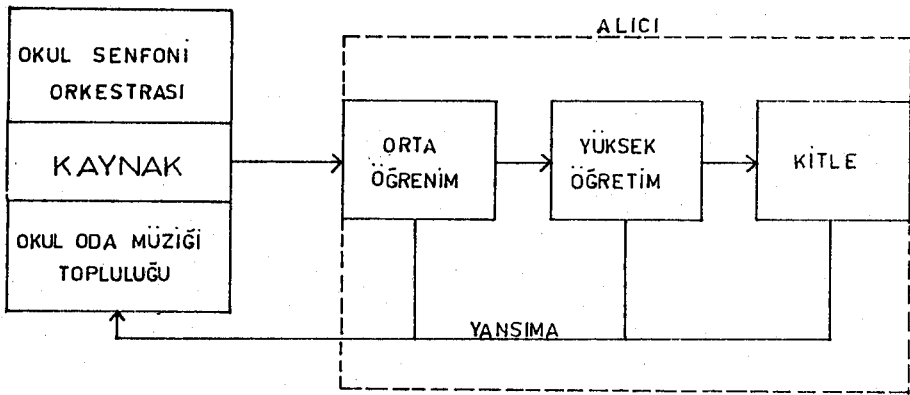 ALICI
OKUL SENFONİ
ORKESTRASI
KAYNAK
OKUL ODA MÜZİĞİ
TOPLULUĞU
ORTA
ÖĞRENİM
YÜKSEK
ÖĞRETİM
KİTLE
YANSIMA